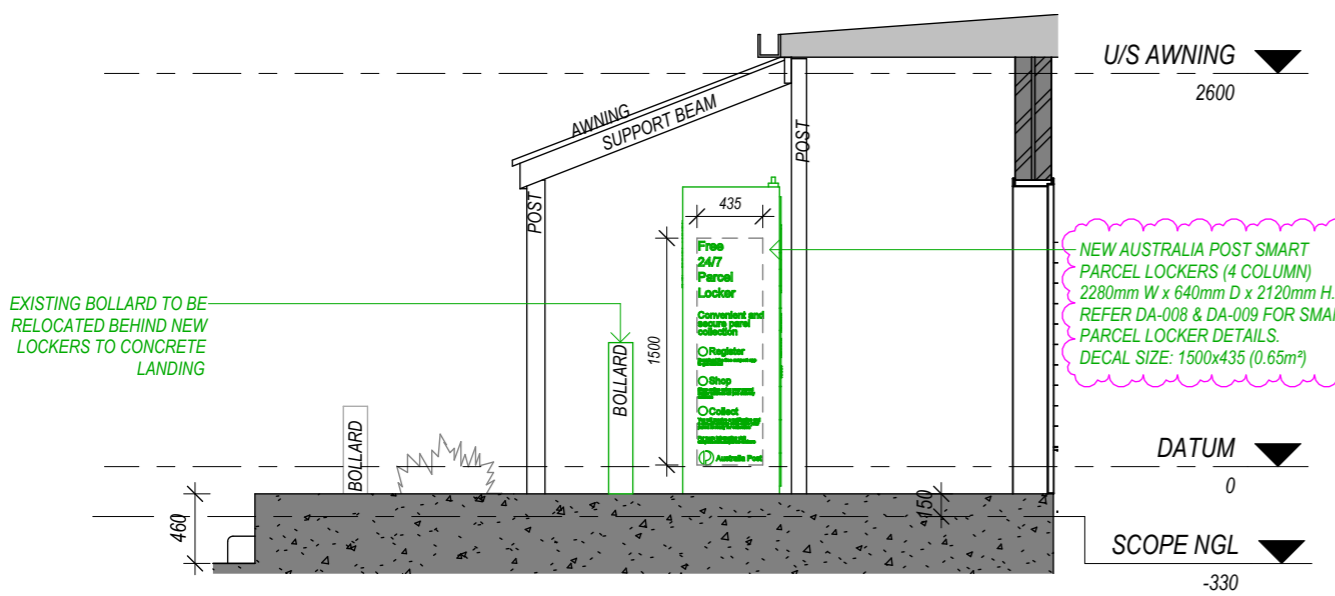 U/S AWNING
2600
AWNING
SUPPORT BEAM
POST
POST
435
Free
24/7
Parcel
Locker
Convenient and
secure parel
collection
Register
Shop
Collect
Australia Post
1500
NEW AUSTRALIA POST SMART
PARCEL LOCKERS (4 COLUMN)
2280mm W x 640mm D x 2120mm H.
REFER DA-008 & DA-009 FOR SMAR
PARCEL LOCKER DETAILS.
DECAL SIZE: 1500x435 (0.65m²)
EXISTING BOLLARD TO BE
RELOCATED BEHIND NEW
LOCKERS TO CONCRETE
LANDING
BOLLARD
BOLLARD
DATUM
0
460
150
SCOPE NGL
-330